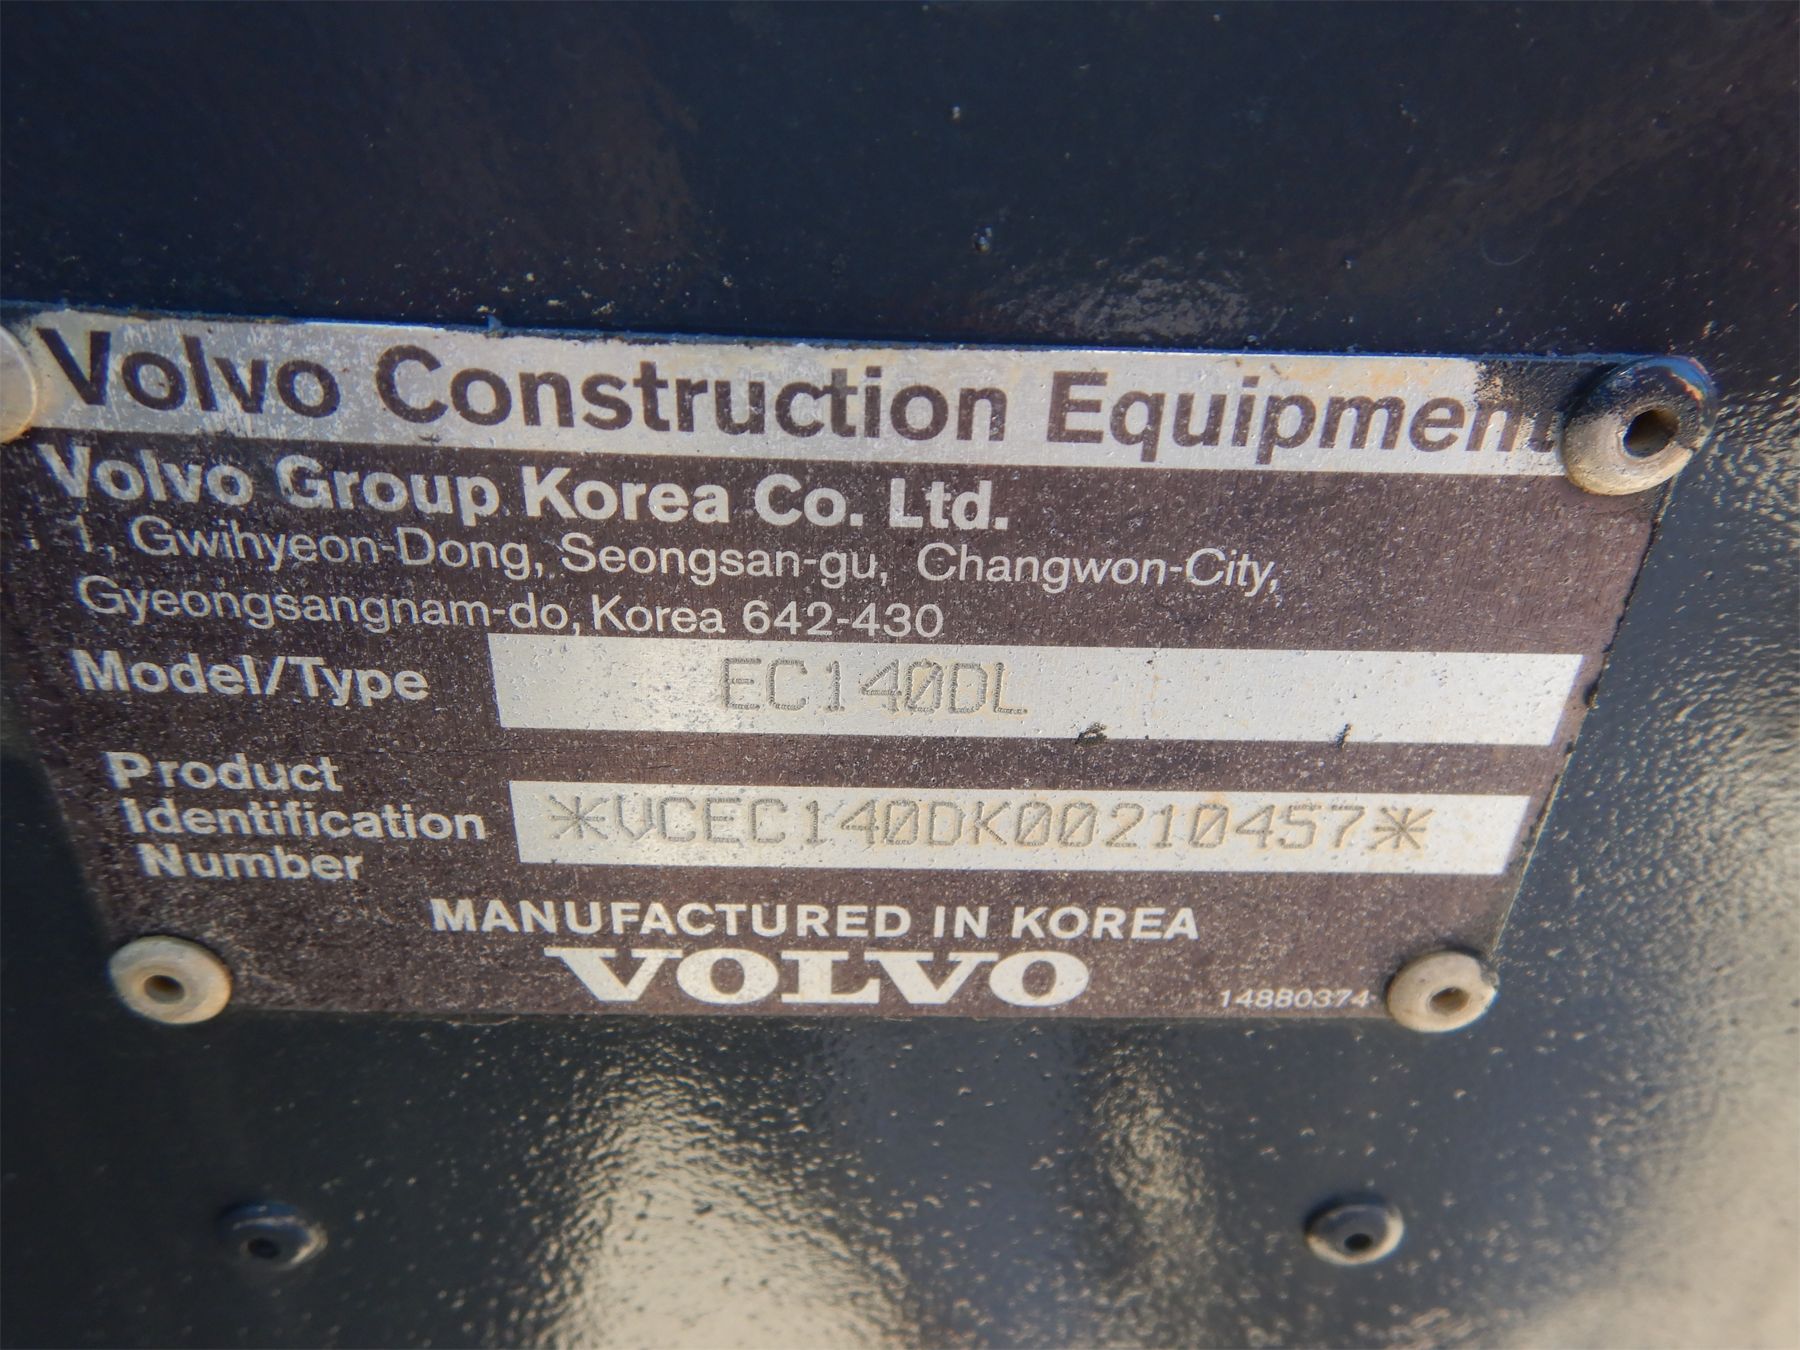 Volvo Construction Equipment
Volvo Group Korea Co. Ltd.
1, Gwihyeon-Dong, Seongsan-gu, Changwon-City,
Gyeongsangnam-do, Korea 642-430
Model/Type EC140DL
Product
Identification
Number
*VCEC140DK00210457*
MANUFACTURED IN KOREA
VOLVO
14880374